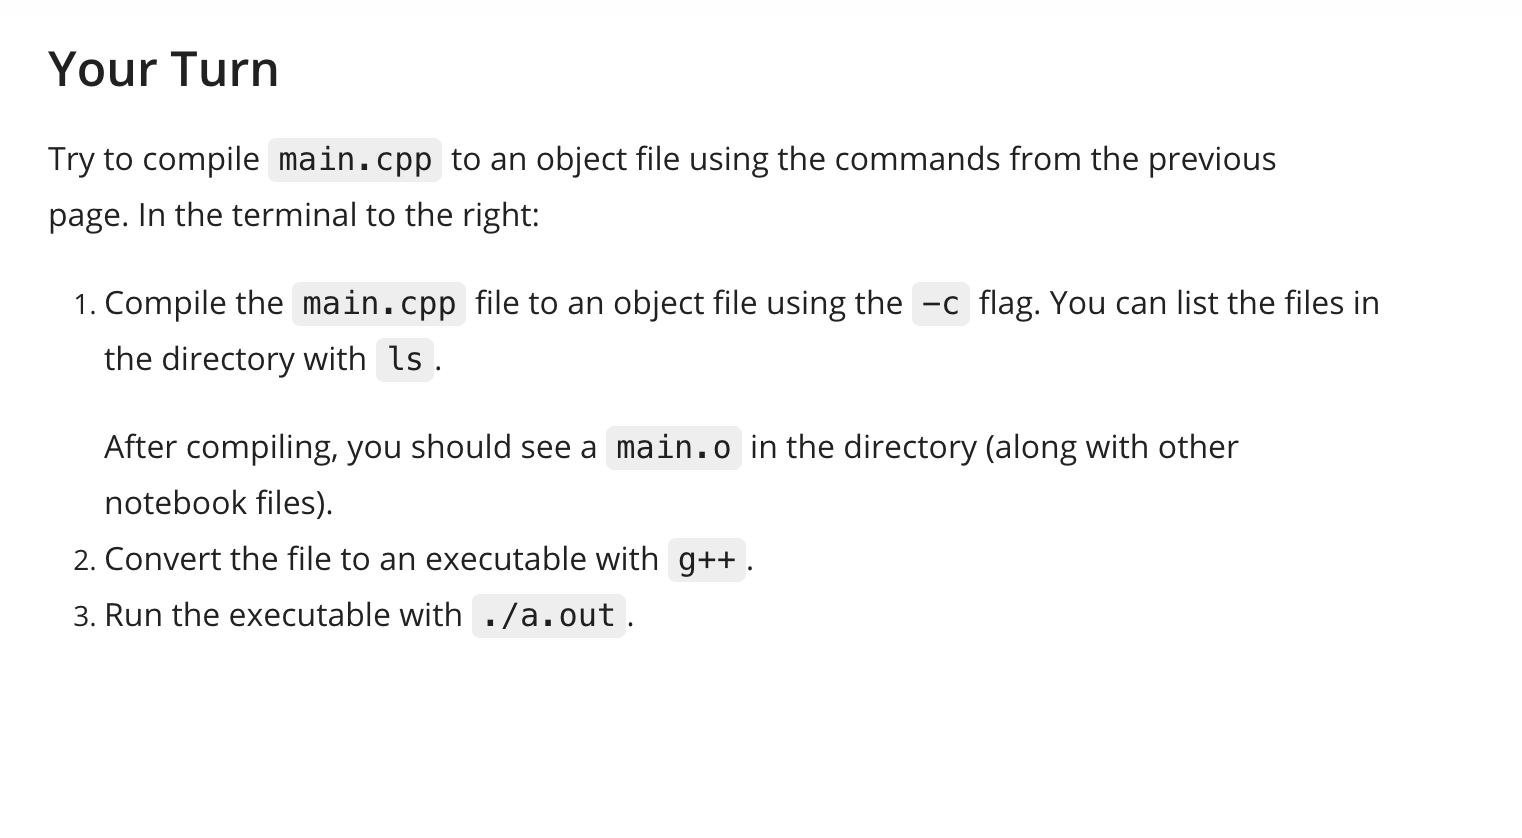 Your Turn
Try to compile main.cpp to an object file using the commands from the previous
page. In the terminal to the right:
1. Compile the main.cpp file to an object file using the -c flag. You can list the files in
the directory with ls.
After compiling, you should see a main.o in the directory (along with other
notebook files).
2. Convert the file to an executable with g++.
3. Run the executable with ./a.out.